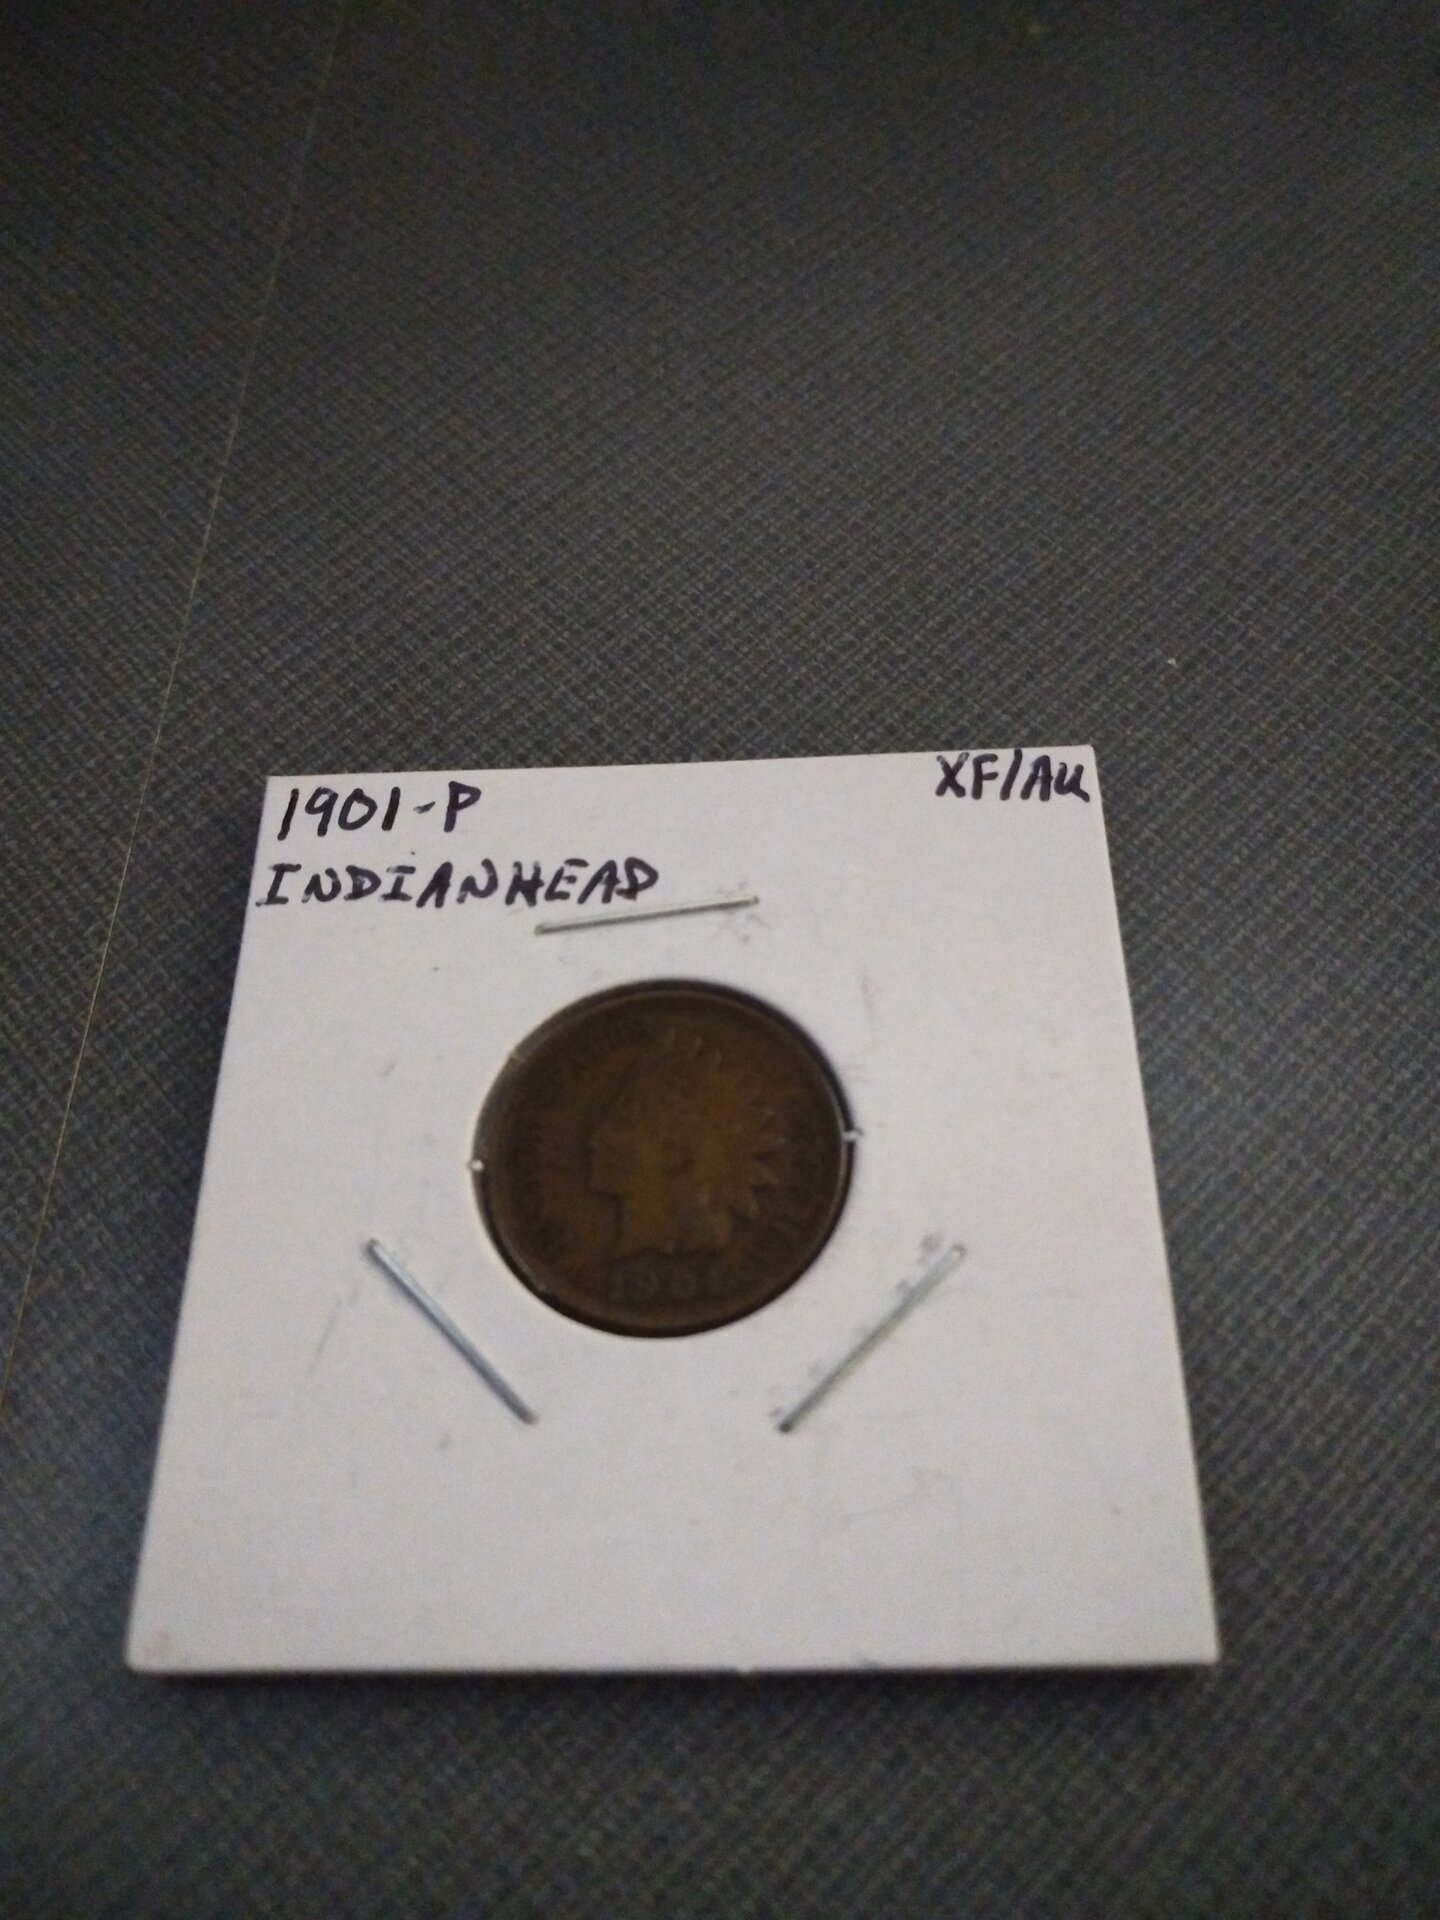 1901-P
XF/AU
INDIANHEAD